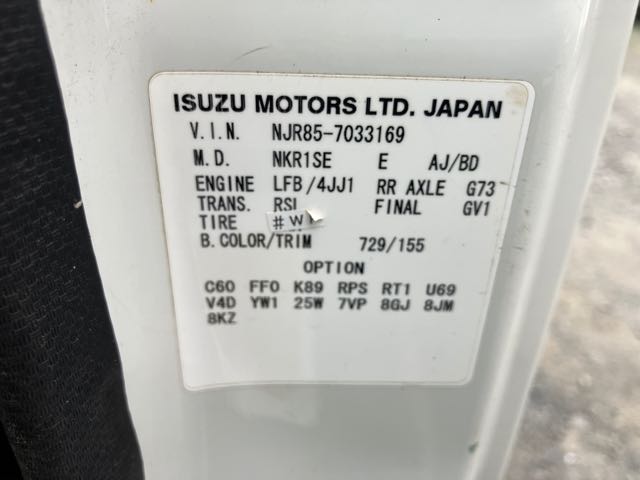 ISUZU MOTORS LTD. JAPAN
V.I.N. NJR85-7033169
M.D. NKR1SE E AJ/BD
ENGINE LFB/4JJ1 RR AXLE G73
TRANS. RSL FINAL GV1
TIRE #W
B.COLOR/TRIM 729/155
OPTION
C60 FF0 K89 RPS RT1 U69
V4D YW1 25W 7VP 8GJ 8JM
8KZ